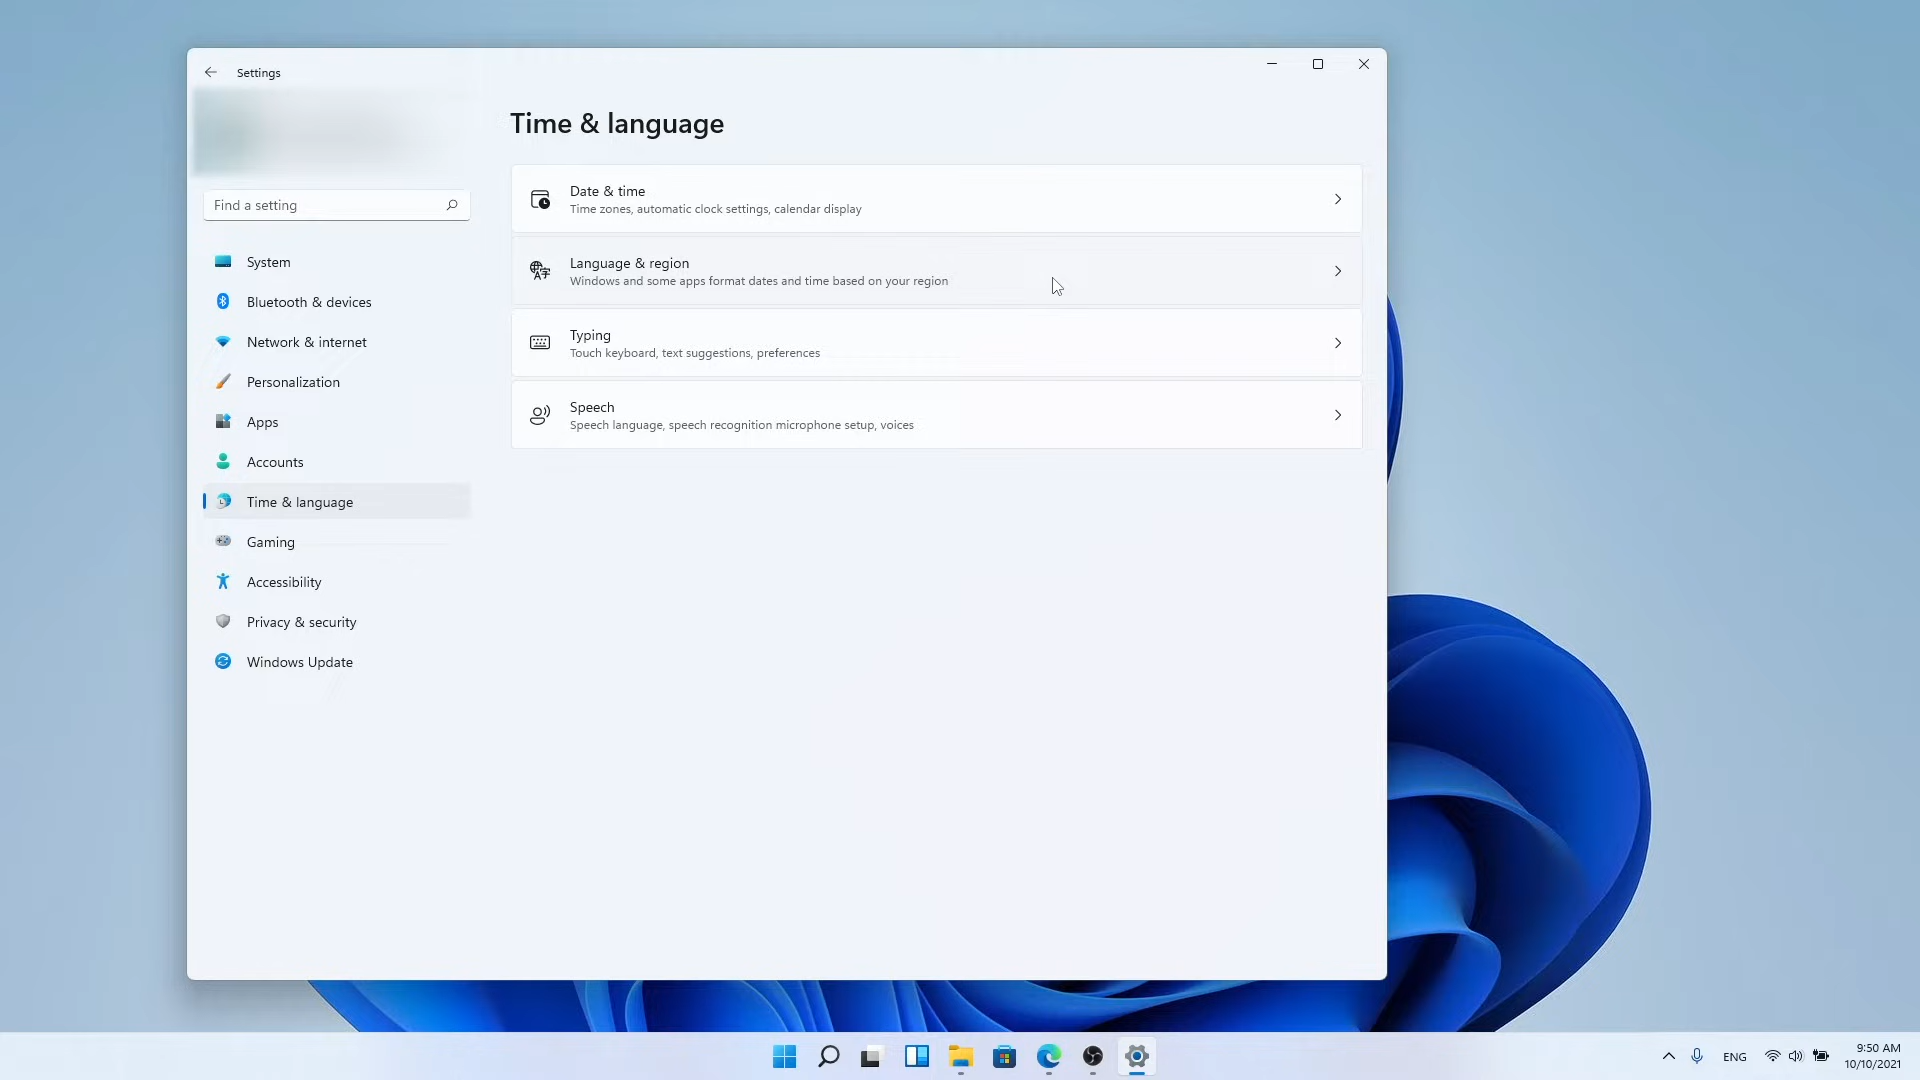 Settings
Time & language
Find a setting
System
Bluetooth & devices
Network & internet
Personalization
Apps
Accounts
Time & language
Gaming
Accessibility
Privacy & security
Windows Update
Date & time
Time zones, automatic clock settings, calendar display
Language & region
Windows and some apps format dates and time based on your region
Typing
Touch keyboard, text suggestions, preferences
Speech
Speech language, speech recognition microphone setup, voices
ENG
9:50 AM
10/10/2021